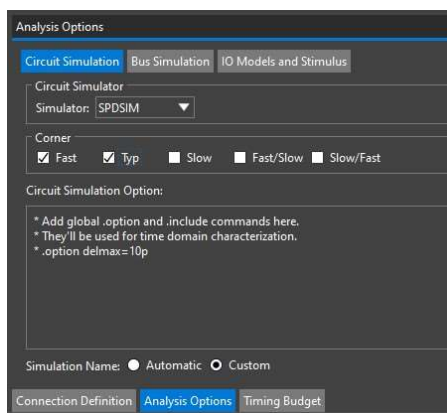 Analysis Options
Circuit Simulation Bus Simulation IO Models and Stimulus
Circuit Simulator
Simulator: SPDSIM
Corner
Fast Typ Slow Fast/Slow Slow/Fast
Circuit Simulation Option:
* Add global .option and .include commands here.
* They'll be used for time domain characterization.
* .option delmax=10p
Simulation Name: Automatic Custom
Connection Definition Analysis Options Timing Budget